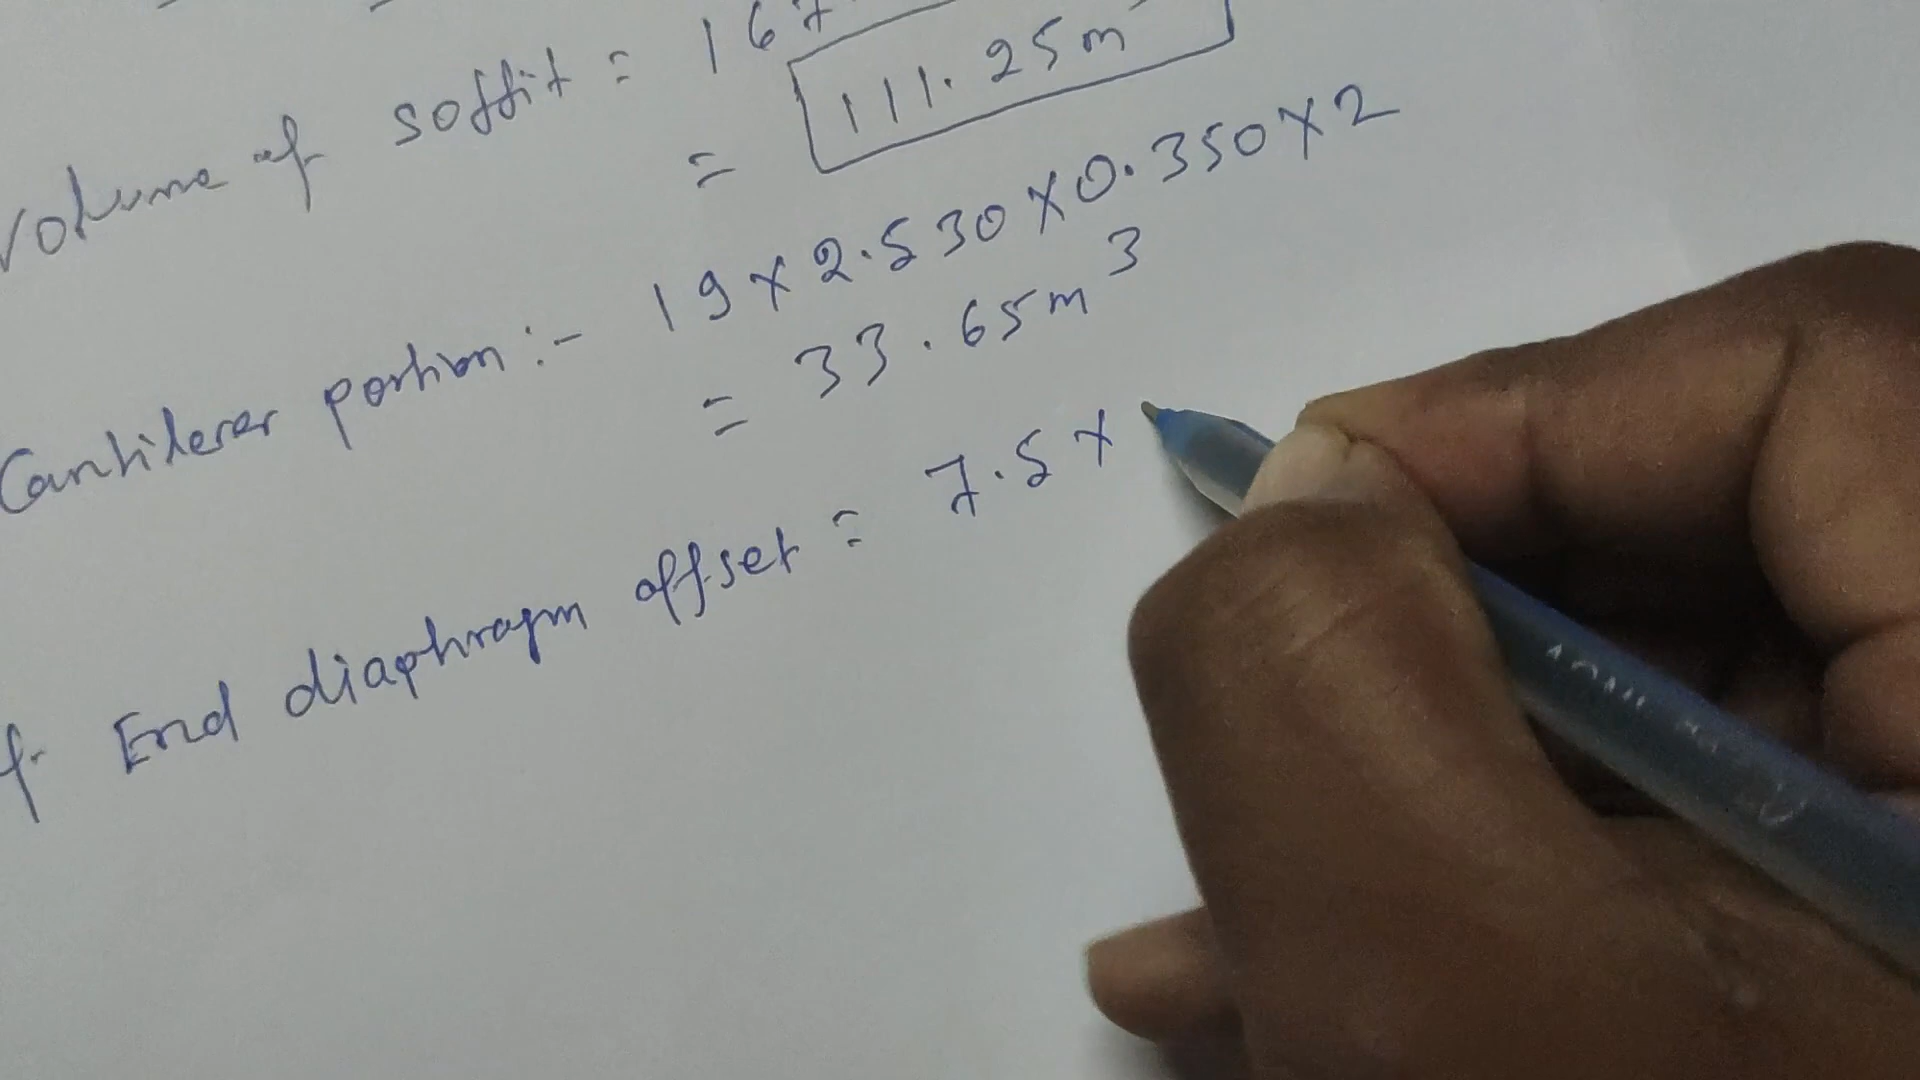 Volume of soffit = 167
= 111.25m
Cantilever portion :- 19 x 2.530 x 0.350 x 2
= 33.65m³
f End diaphragm offset = 7.5 x